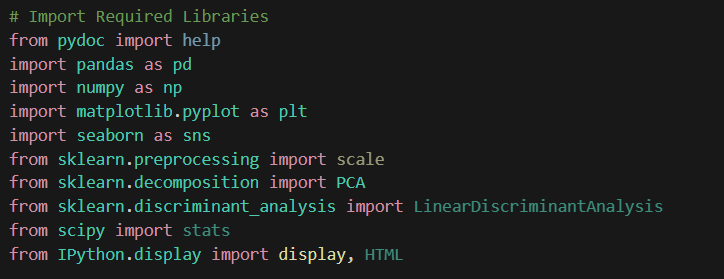 # Import Required Libraries
from pydoc import help
import pandas as pd
import numpy as np
import matplotlib.pyplot as plt
import seaborn as sns
from sklearn.preprocessing import scale
from sklearn.decomposition import PCA
from sklearn.discriminant_analysis import LinearDiscriminantAnalysis
from scipy import stats
from IPython.display import display, HTML